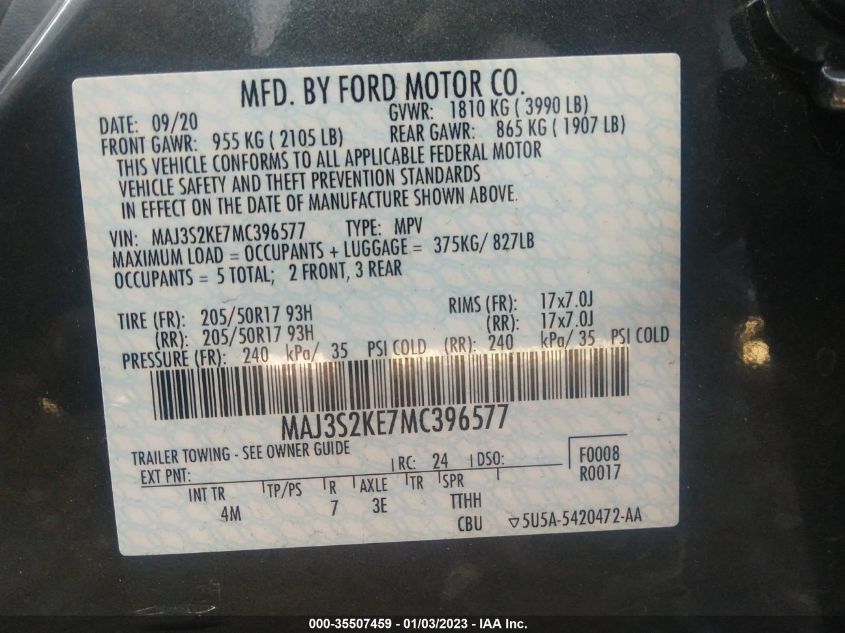 MFD. BY FORD MOTOR CO.
DATE: 09/20 GVWR: 1810 KG ( 3990 LB)
FRONT GAWR: 955 KG ( 2105 LB) REAR GAWR: 865 KG ( 1907 LB)
THIS VEHICLE CONFORMS TO ALL APPLICABLE FEDERAL MOTOR
VEHICLE SAFETY AND THEFT PREVENTION STANDARDS
IN EFFECT ON THE DATE OF MANUFACTURE SHOWN ABOVE.
VIN: MAJ3S2KE7MC396577 TYPE: MPV
MAXIMUM LOAD = OCCUPANTS + LUGGAGE = 375KG/ 827LB
OCCUPANTS = 5 TOTAL; 2 FRONT, 3 REAR
TIRE (FR): 205/50R17 93H RIMS (FR): 17x7.0J
(RR): 205/50R17 93H (RR): 17x7.0J
PRESSURE (FR): 240 kPa/ 35 PSI COLD (RR): 240 kPa/ 35 PSI COLD
MAJ3S2KE7MC396577
TRAILER TOWING - SEE OWNER GUIDE
EXT PNT: RC: 24 DSO: F0008
R0017
INT TR TP/PS R AXLE TR SPR
4M 7 3E TTHH
CBU ▽5U5A-5420472-AA
000-35507459 - 01/03/2023 - IAA Inc.